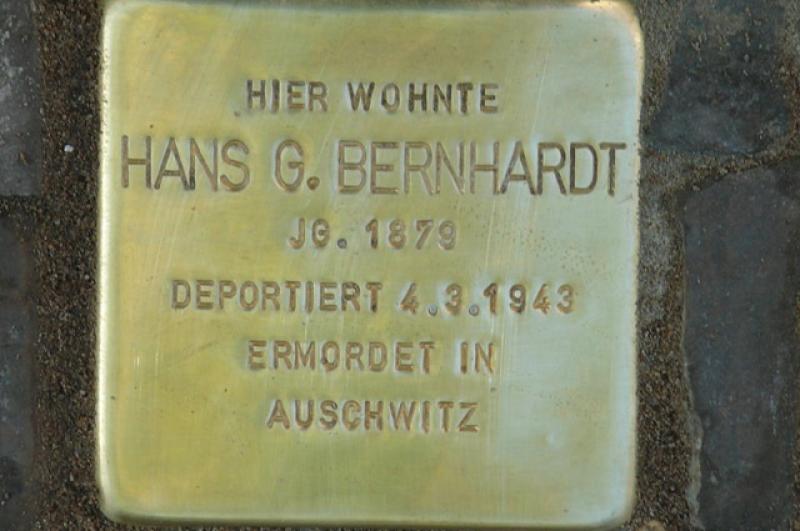 HIER WOHNTE
HANS G. BERNHARDT
JG. 1879
DEPORTIERT 4.3.1943
ERMORDET IN
AUSCHWITZ